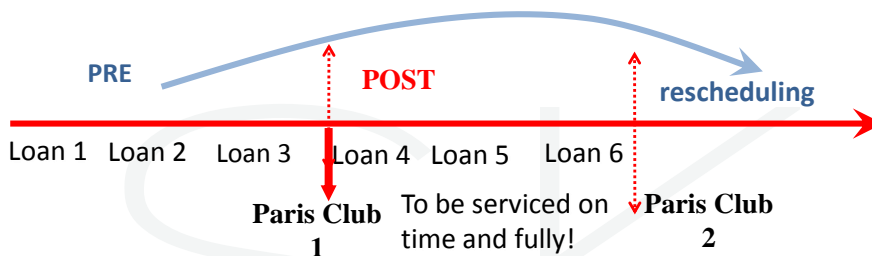 PRE
POST
rescheduling
Loan 1 Loan 2 Loan 3 Loan 4 Loan 5 Loan 6
Paris Club
1
To be serviced on
time and fully!
Paris Club
2